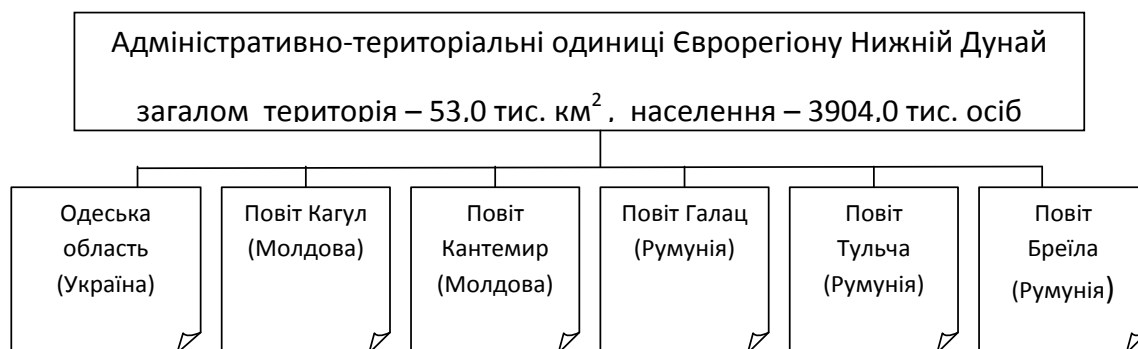 Адміністративно-територіальні одиниці Єврорегіону Нижній Дунай
загалом територія – 53,0 тис. км², населення – 3904,0 тис. осіб
Одеська
область
(Україна)
Повіт Кагул
(Молдова)
Повіт
Кантемир
(Молдова)
Повіт Галац
(Румунія)
Повіт
Тульча
(Румунія)
Повіт
Бреїла
(Румунія)